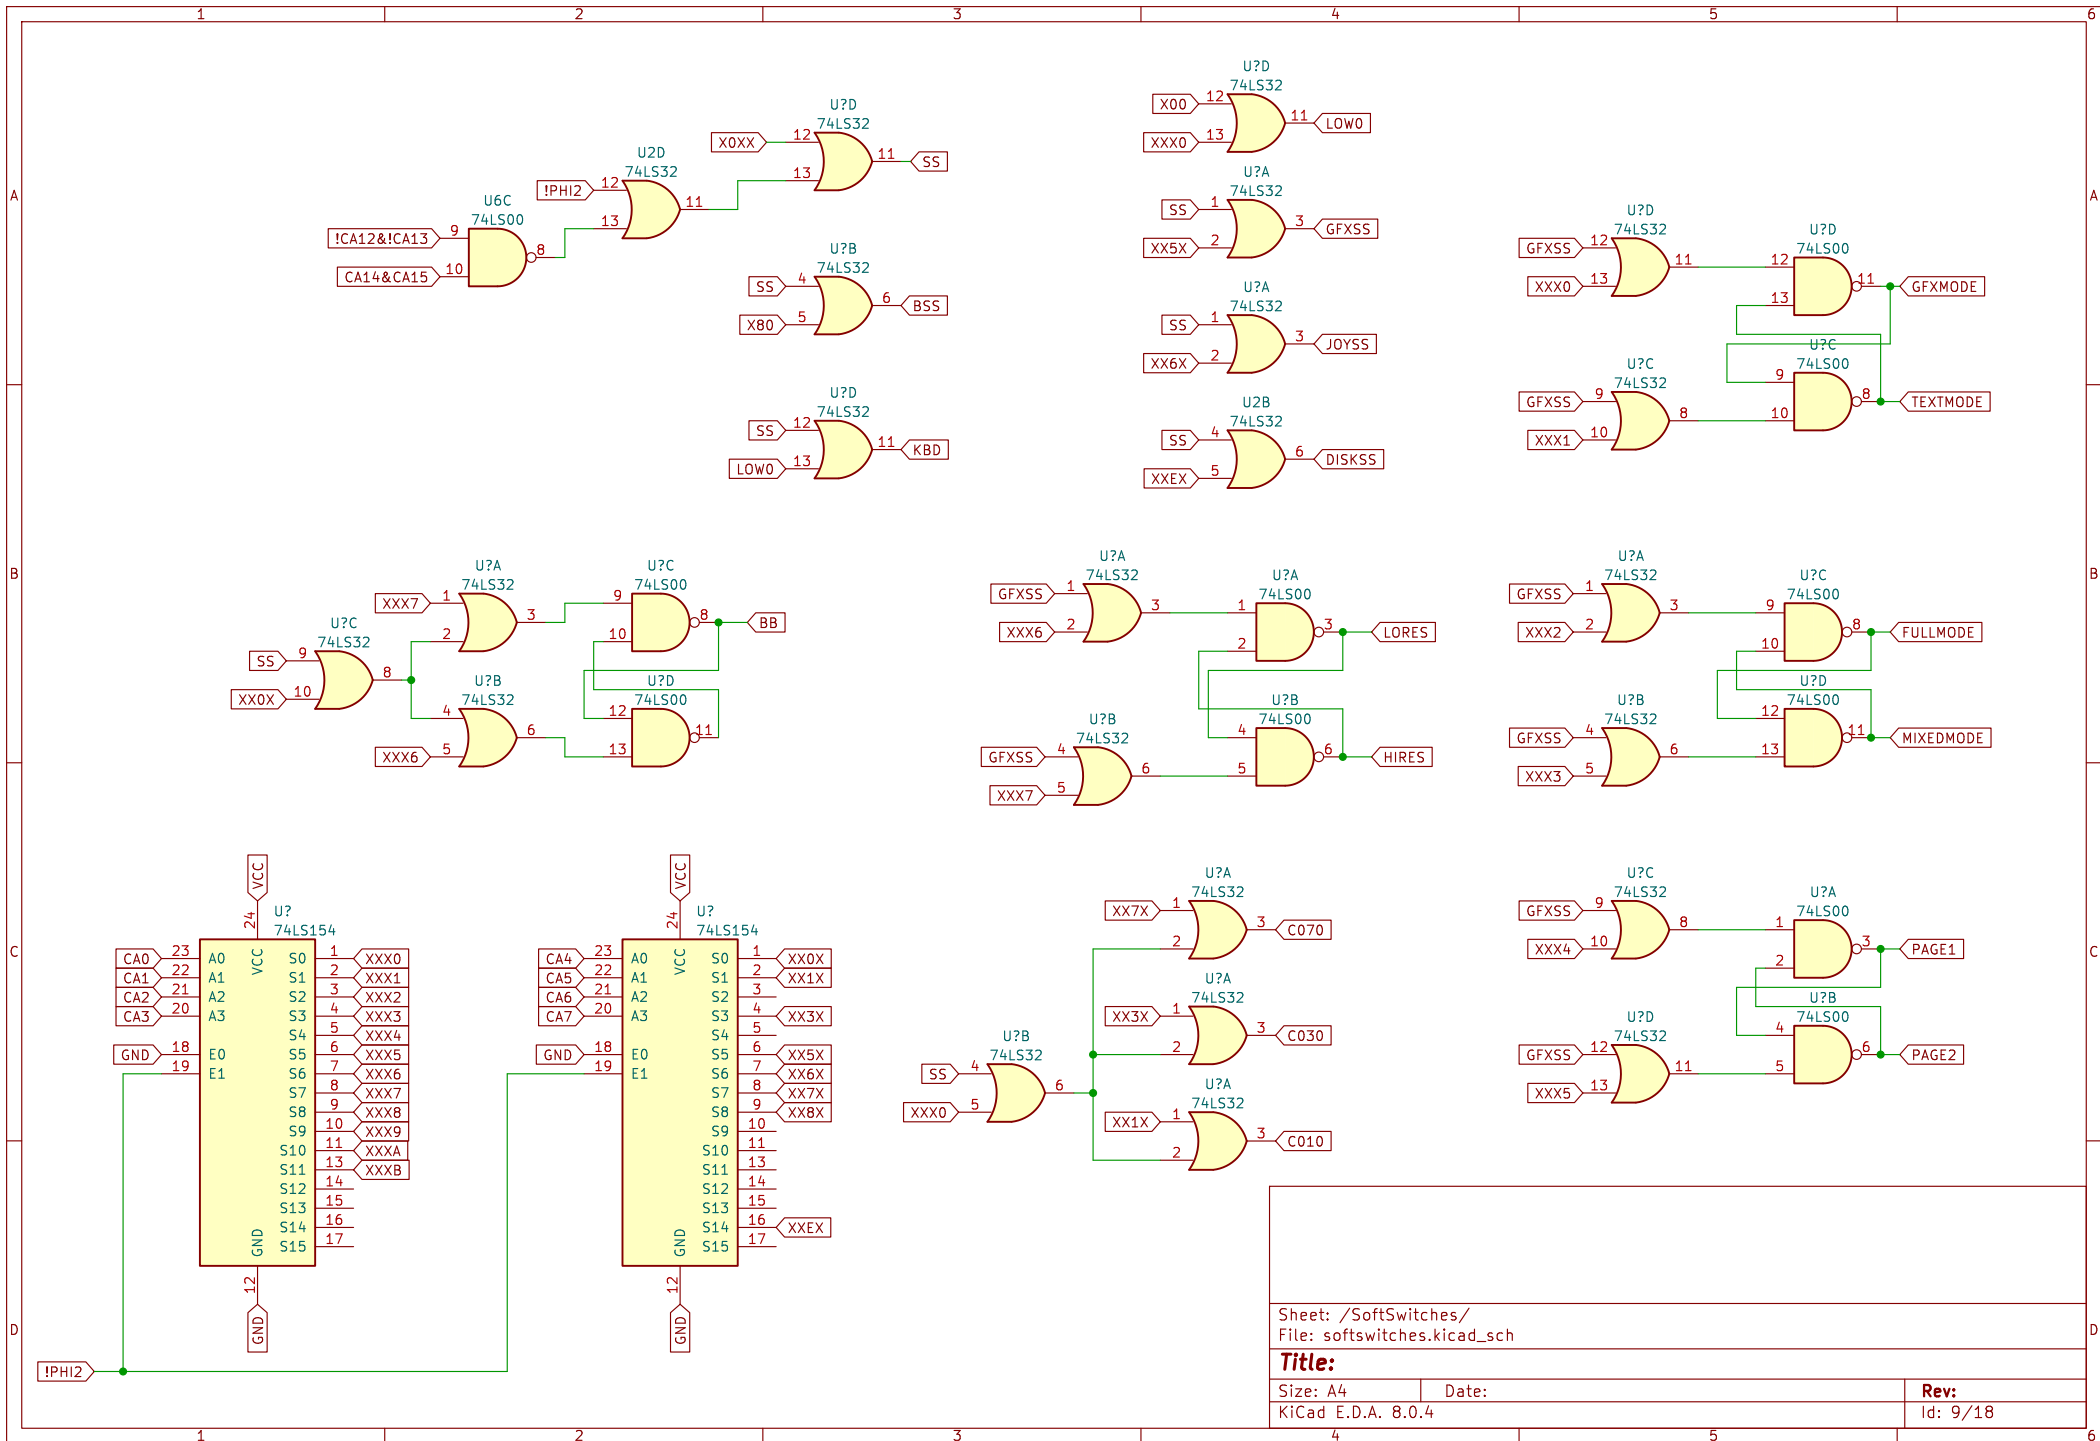 1 2 3 4 5 6
A
B
C
D
U?D
74LS32
X0XX 12
13
11 SS
U2D
74LS32
!PHI2 12
13
11
U6C
74LS00
!CA12&!CA13 9
CA14&CA15 10
8
U?B
74LS32
SS 4
X80 5
6 BSS
U?D
74LS32
SS 12
LOW0 13
11 KBD
U?D
74LS32
X00 12
XXX0 13
11 LOW0
U?A
74LS32
SS 1
XX5X 2
3 GFXSS
U?A
74LS32
SS 1
XX6X 2
3 JOYSS
U2B
74LS32
SS 4
XXEX 5
6 DISKSS
U?D
74LS32
GFXSS 12
XXX0 13
11
U?D
74LS00
12
13
11 GFXMODE
U?C
74LS32
GFXSS 9
XXX1 10
8
U?C
74LS00
9
10
8 TEXTMODE
U?C
74LS32
SS 9
XX0X 10
8
U?A
74LS32
XXX7 1
2
3
U?B
74LS32
4
XXX6 5
6
U?C
74LS00
9
10
8 BB
U?D
74LS00
12
13
11
U?A
74LS32
GFXSS 1
XXX6 2
3
U?A
74LS00
1
2
3 LORES
U?B
74LS32
GFXSS 4
XXX7 5
6
U?B
74LS00
4
5
6 HIRES
U?A
74LS32
GFXSS 1
XXX2 2
3
U?C
74LS00
9
10
8 FULLMODE
U?B
74LS32
GFXSS 4
XXX3 5
6
U?D
74LS00
12
13
11 MIXEDMODE
VCC
24
U?
74LS154
VCC
CA0 23 A0 S0 1 XXX0
CA1 22 A1 S1 2 XXX1
CA2 21 A2 S2 3 XXX2
CA3 20 A3 S3 4 XXX3
S4 5 XXX4
GND 18 E0 S5 6 XXX5
19 E1 S6 7 XXX6
S7 8 XXX7
S8 9 XXX8
S9 10 XXX9
S10 11 XXXA
S11 13 XXXB
S12 14
S13 15
S14 16
S15 17
GND
12
GND
!PHI2
VCC
24
U?
74LS154
VCC
CA4 23 A0 S0 1 XX0X
CA5 22 A1 S1 2 XX1X
CA6 21 A2 S2 3
CA7 20 A3 S3 4 XX3X
S4 5
GND 18 E0 S5 6 XX5X
19 E1 S6 7 XX6X
S7 8 XX7X
S8 9 XX8X
S9 10
S10 11
S11 13
S12 14
S13 15
S14 16 XXEX
S15 17
GND
12
GND
U?B
74LS32
SS 4
XXX0 5
6
U?A
74LS32
XX7X 1
2
3 C070
U?A
74LS32
XX3X 1
2
3 C030
U?A
74LS32
XX1X 1
2
3 C010
U?C
74LS32
GFXSS 9
XXX4 10
8
U?A
74LS00
1
2
3 PAGE1
U?D
74LS32
GFXSS 12
XXX5 13
11
U?B
74LS00
4
5
6 PAGE2
Sheet: /SoftSwitches/
File: softswitches.kicad_sch
Title:
Size: A4 Date: Rev:
KiCad E.D.A. 8.0.4 Id: 9/18
A
B
C
D
1 2 3 4 5 6